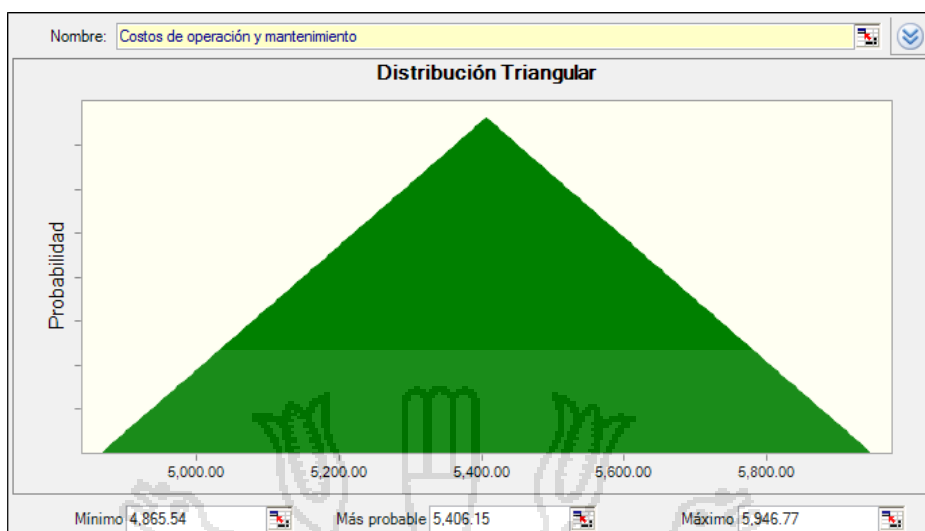 Nombre: Costos de operación y mantenimiento
Distribución Triangular
Probabilidad
5,000.00 5,200.00 5,400.00 5,600.00 5,800.00
Mínimo 4,865.54 Más probable 5,406.15 Máximo 5,946.77